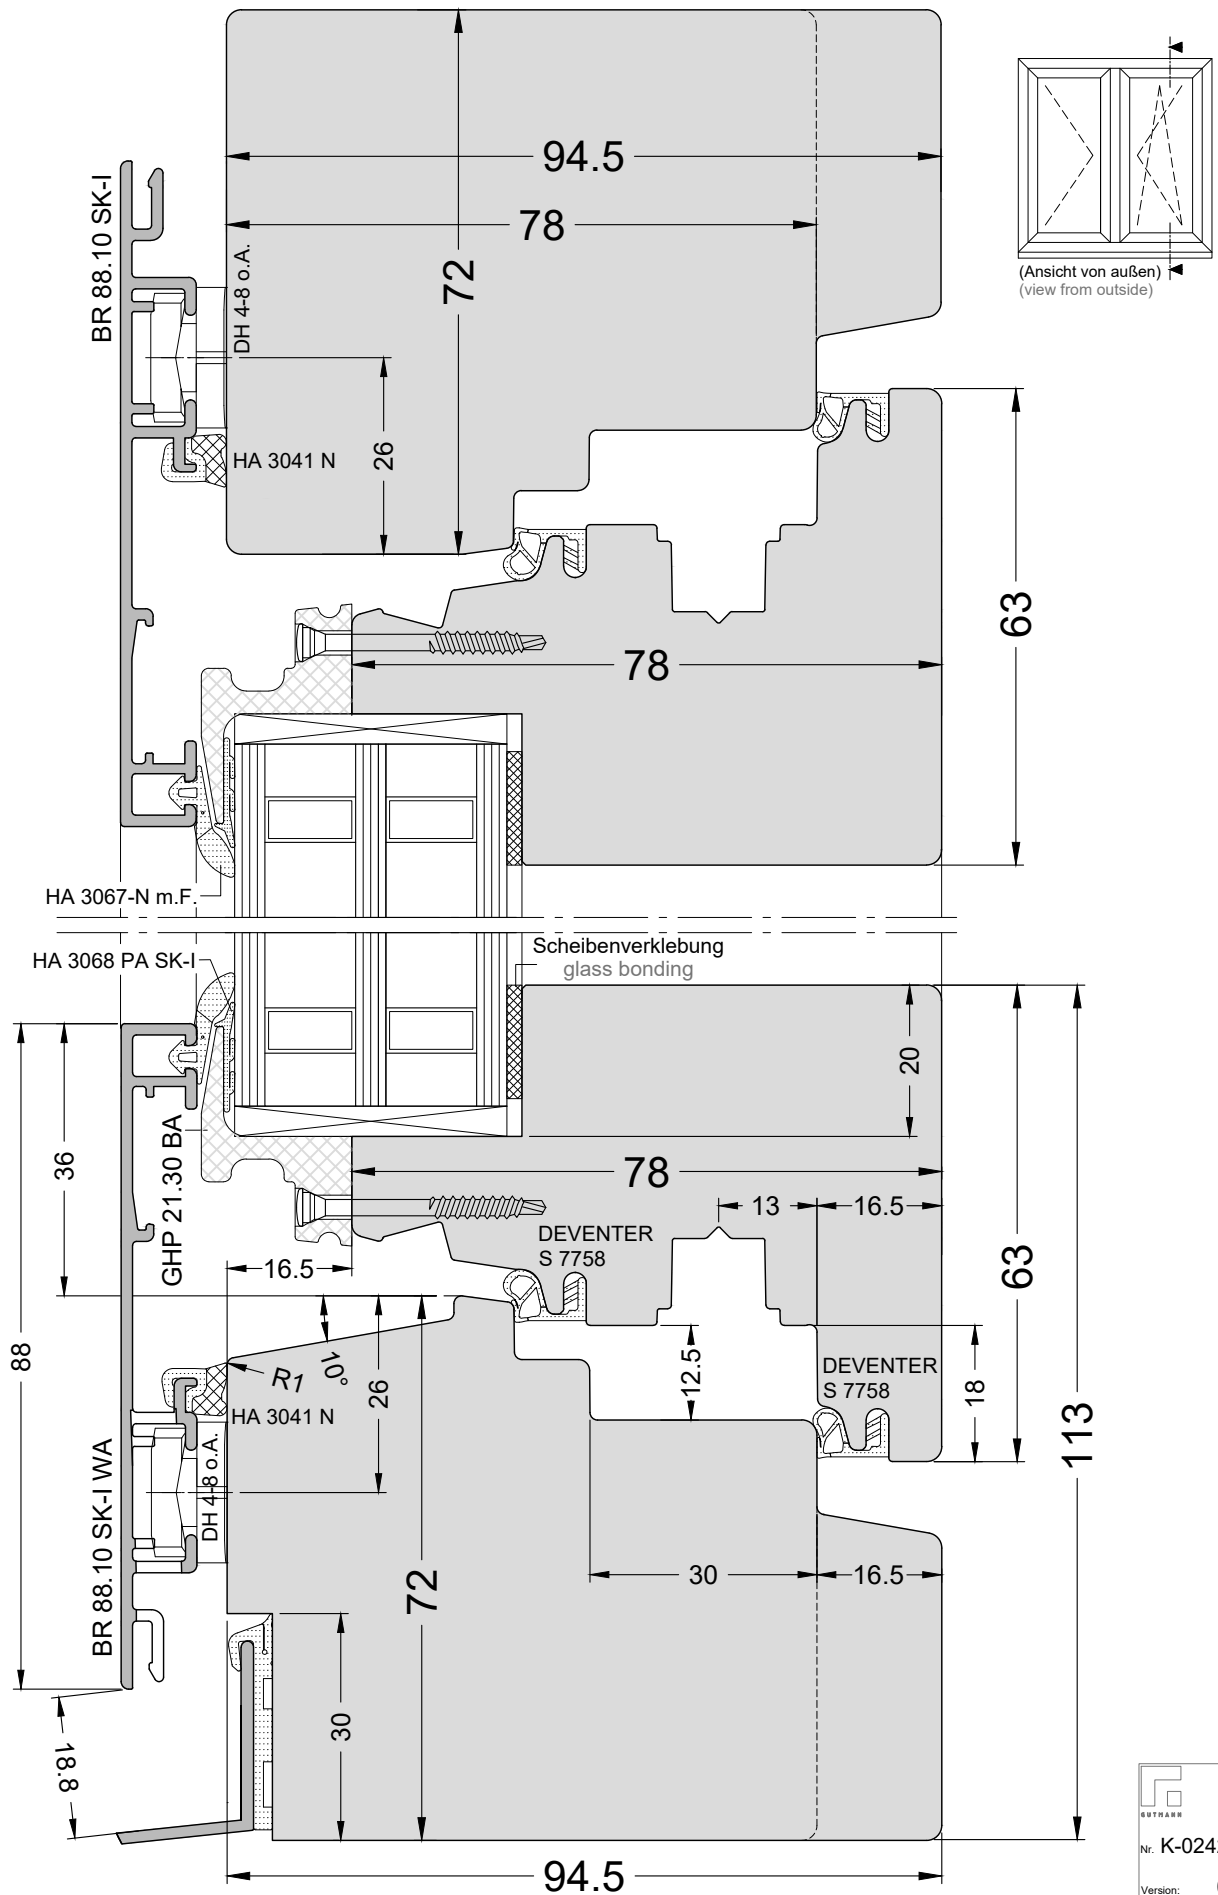 94.5
78
72
BR 88.10 SK-I
DH 4-8 o.A.
(Ansicht von außen)
(view from outside)
26
HA 3041 N
63
78
HA 3067-N m.F.
Scheibenverklebung
glass bonding
HA 3068 PA SK-I
20
36
GHP 21.30 BA
78
13
16.5
DEVENTER
S 7758
63
16.5
88
10°
R1
26
12.5
DEVENTER
S 7758
18
HA 3041 N
113
DH 4-8 o.A.
BR 88.10 SK-I WA
72
30
16.5
30
18.8
94.5
GUTMANN
Nr.
Version: